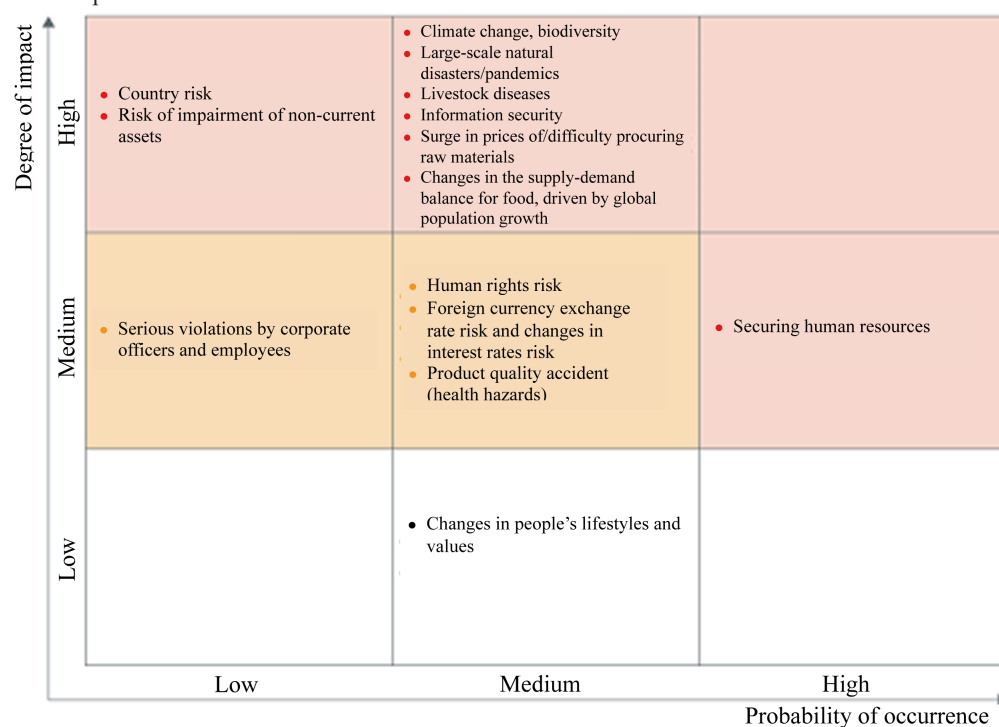 Degree of impact
High
Country risk
Risk of impairment of non-current
assets
Climate change, biodiversity
Large-scale natural
disasters/pandemics
Livestock diseases
Information security
Surge in prices of/difficulty procuring
raw materials
Changes in the supply-demand
balance for food, driven by global
population growth
Medium
Serious violations by corporate
officers and employees
Human rights risk
Foreign currency exchange
rate risk and changes in
interest rates risk
Product quality accident
(health hazards)
Securing human resources
Low
Changes in people’s lifestyles and
values
Low
Medium
High
Probability of occurrence